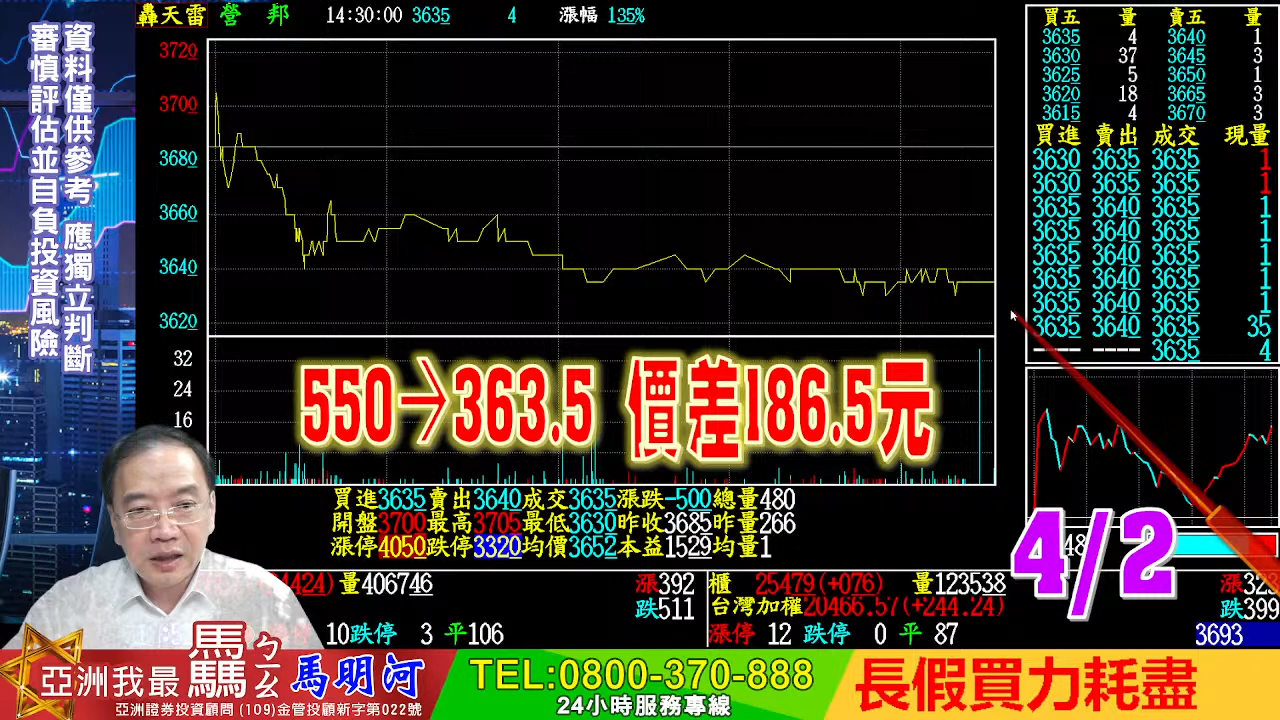 轟天雷 營 邦 14:30:00 3635 4 漲幅 135%
資料僅供參考 應獨立判斷
審慎評估並自負投資風險
3720
3700
3680
3660
3640
3620
32
24
16
買五 量 賣五 量
3635 4 3640 1
3630 37 3645 3
3625 5 3650 1
3620 18 3665 3
3615 4 3670 3
買進 賣出 成交 現量
3630 3635 3635 1
3630 3635 3635 1
3635 3640 3635 1
3635 3640 3635 1
3635 3640 3635 1
3635 3640 3635 1
3635 3640 3635 1
3635 3640 3635 35
3635 4
550→363.5 價差186.5元
買進3635賣出3640成交3635漲跌-500總量480
開盤3700最高3705最低3630昨收3685昨量266
漲停4050跌停3320均價3652本益1529均量1
4/2
量406746 漲392
跌511
10跌停 3 平106
櫃 25479(+076) 量123538
台灣加權20466.57(+244.24) 跌399
漲停 12 跌停 0 平 87 3693
亞洲我最馬驫ㄅㄧㄠ馬明河
亞洲證券投資顧問 (109)金管投顧新字第022號
TEL:0800-370-888
24小時服務專線
長假買力耗盡